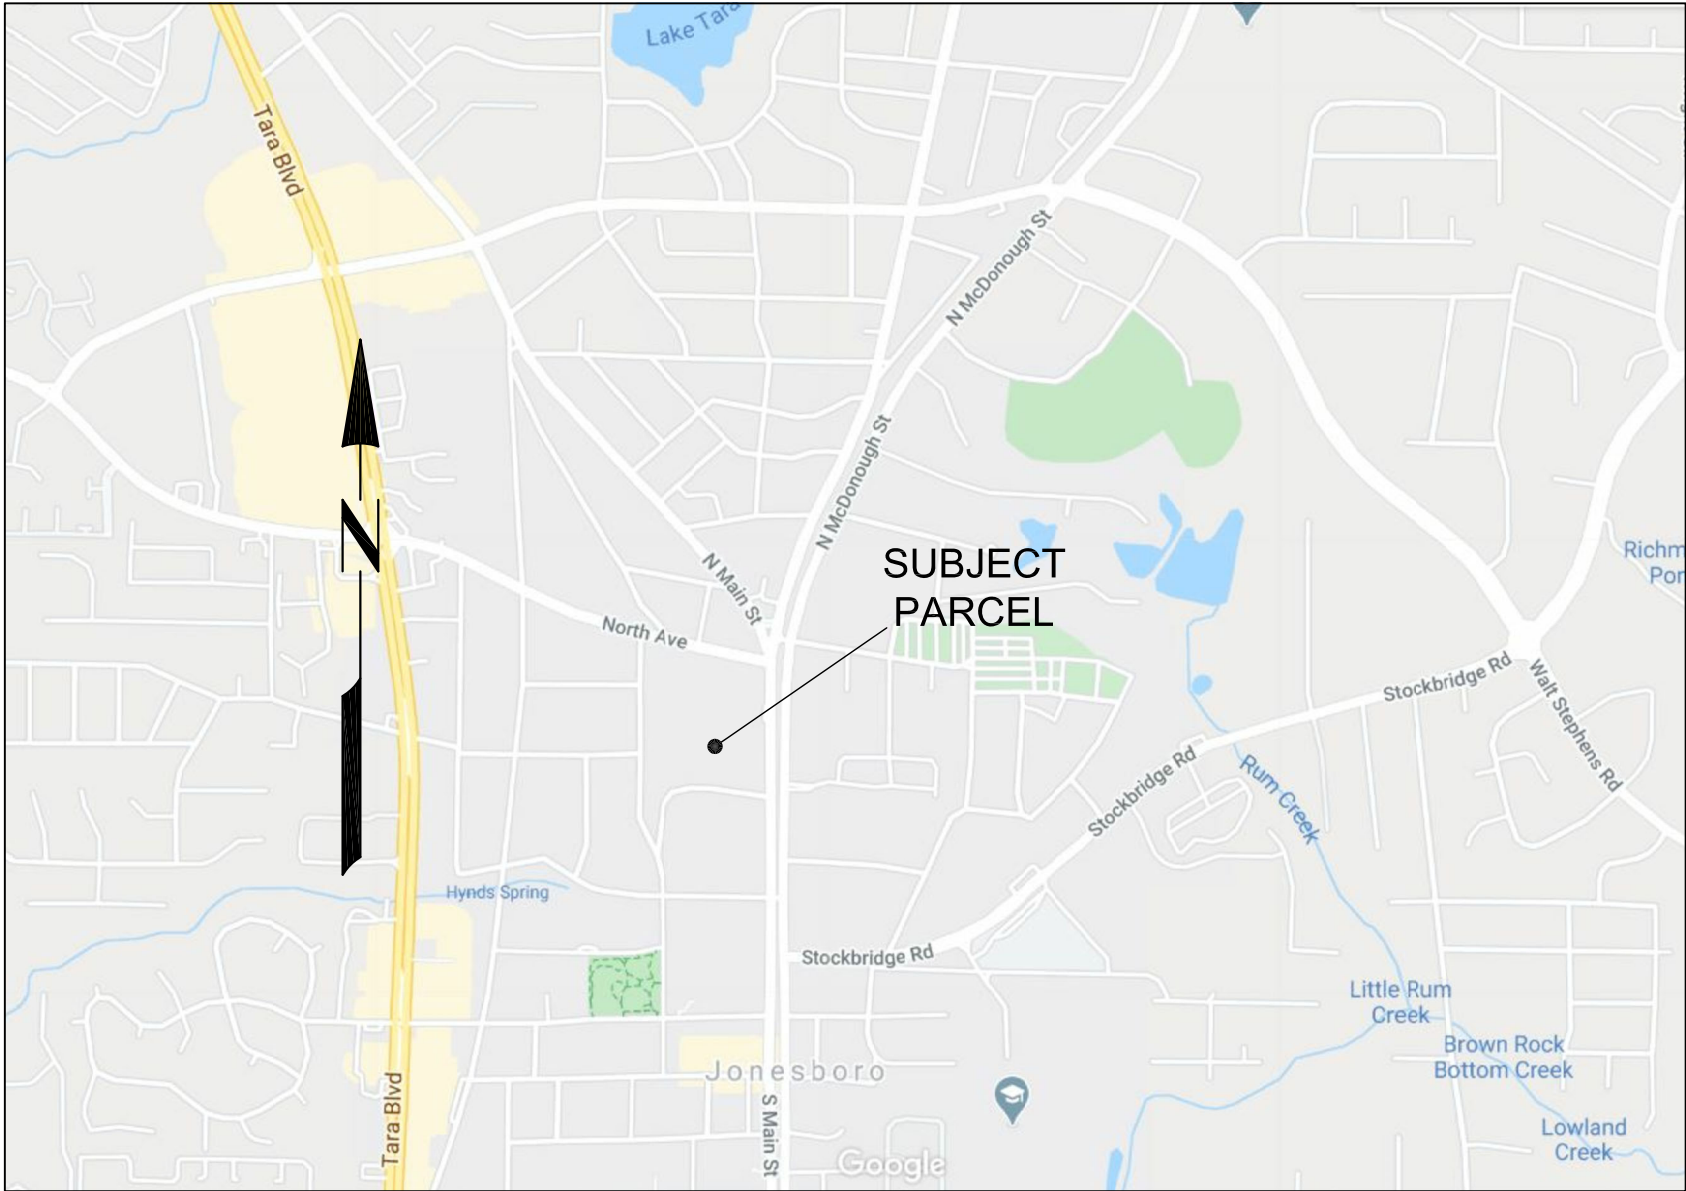 Lake Tara
Tara Blvd
N McDonough St
N McDonough St
N
SUBJECT
PARCEL
N Main St
North Ave
Stockbridge Rd
Walt Stephens Rd
Stockbridge Rd
Rum Creek
Hynds Spring
Stockbridge Rd
Little Rum
Creek
Brown Rock
Bottom Creek
Jonesboro
Tara Blvd
S Main St
Lowland
Creek
Google